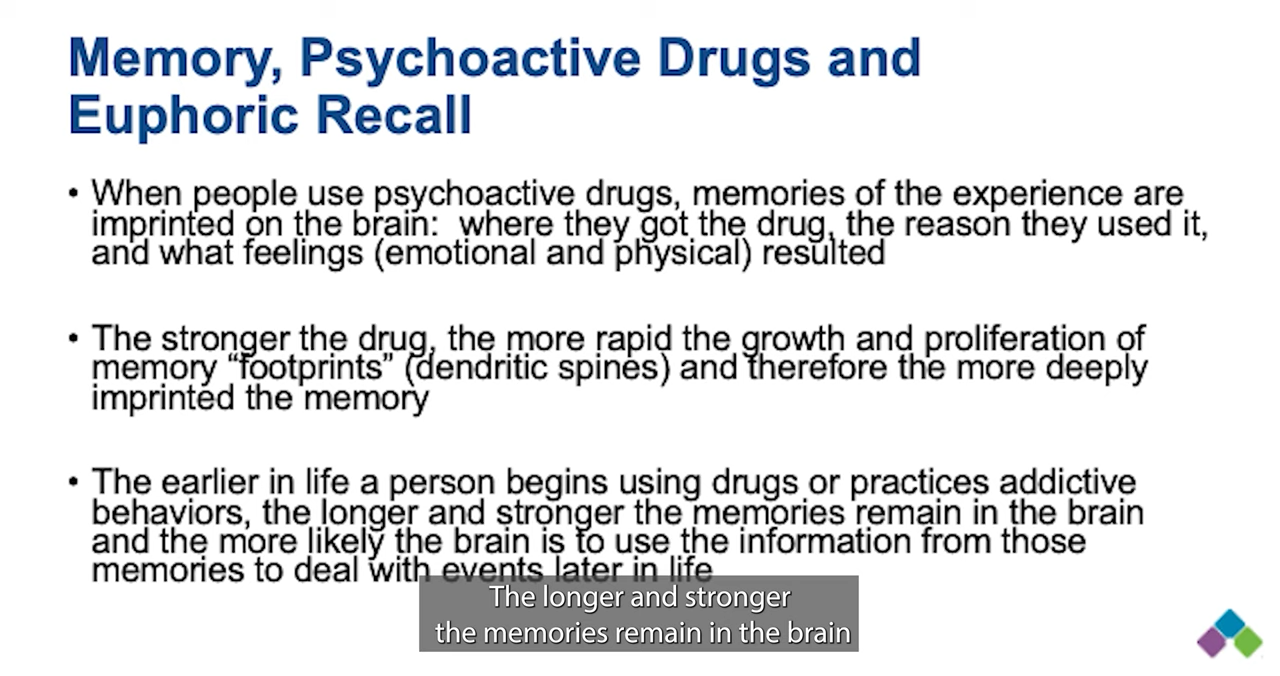 Memory, Psychoactive Drugs and
Euphoric Recall
• When people use psychoactive drugs, memories of the experience are
imprinted on the brain:  where they got the drug, the reason they used it,
and what feelings (emotional and physical) resulted
• The stronger the drug, the more rapid the growth and proliferation of
memory “footprints” (dendritic spines) and therefore the more deeply
imprinted the memory
• The earlier in life a person begins using drugs or practices addictive
behaviors, the longer and stronger the memories remain in the brain
and the more likely the brain is to use the information from those
memories to deal with events later in life
The longer and stronger
the memories remain in the brain